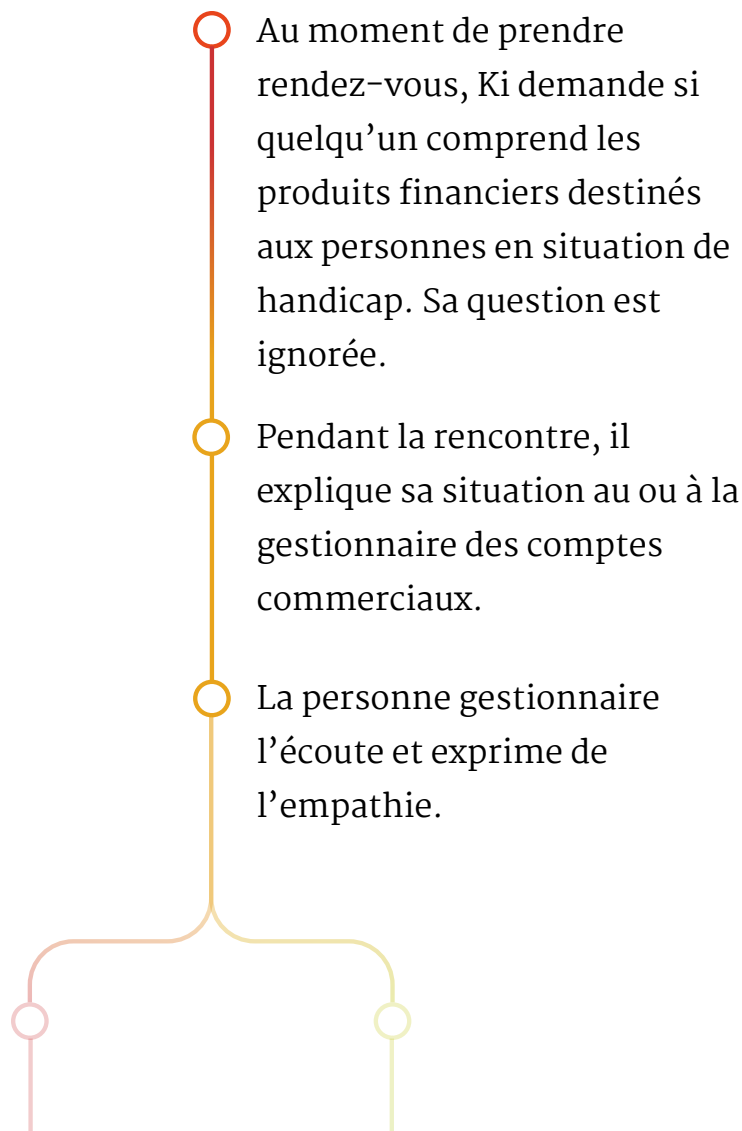 Au moment de prendre
rendez-vous, Ki demande si
quelqu’un comprend les
produits financiers destinés
aux personnes en situation de
handicap. Sa question est
ignorée.
Pendant la rencontre, il
explique sa situation au ou à la
gestionnaire des comptes
commerciaux.
La personne gestionnaire
l’écoute et exprime de
l’empathie.